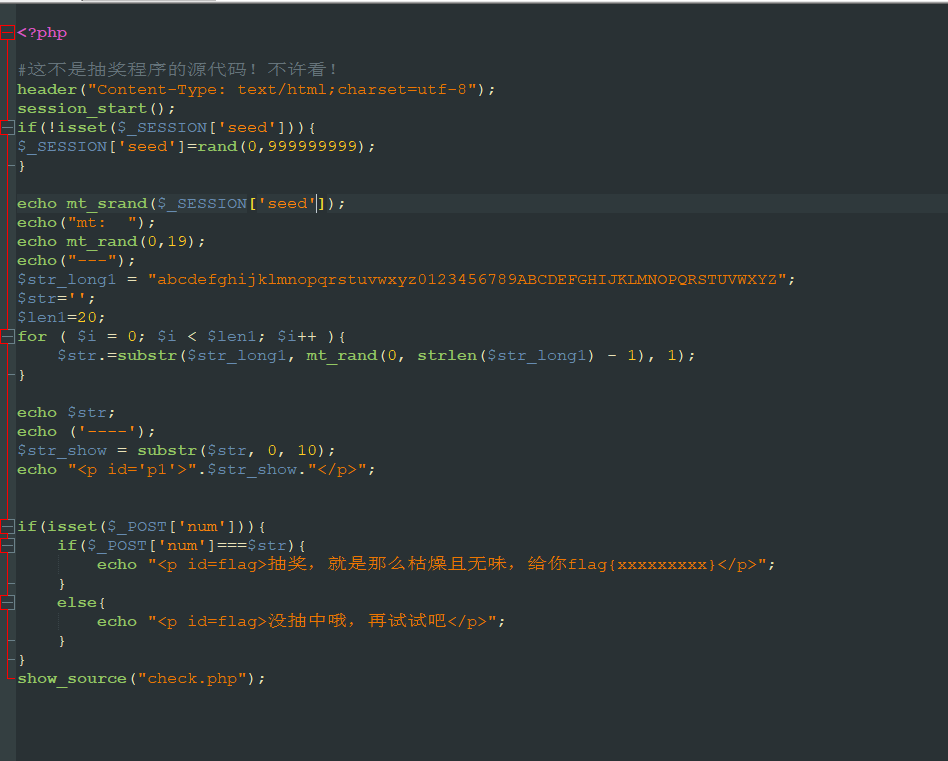 <?php
#这不是抽奖程序的源代码！不许看！
header("Content-Type: text/html;charset=utf-8");
session_start();
if(!isset($_SESSION['seed'])){
$_SESSION['seed']=rand(0,999999999);
}
echo mt_srand($_SESSION['seed']);
echo("mt:  ");
echo mt_rand(0,19);
echo("---");
$str_long1 = "abcdefghijklmnopqrstuvwxyz0123456789ABCDEFGHIJKLMNOPQRSTUVWXYZ";
$str='';
$len1=20;
for ( $i = 0; $i < $len1; $i++ ){
    $str.=substr($str_long1, mt_rand(0, strlen($str_long1) - 1), 1);
}
echo $str;
echo ('----');
$str_show = substr($str, 0, 10);
echo "<p id='p1'>".$str_show."</p>";
if(isset($_POST['num'])){
    if($_POST['num']===$str){
        echo "<p id=flag>抽奖，就是那么枯燥且无味，给你flag{xxxxxxxxx}</p>";
    }
    else{
        echo "<p id=flag>没抽中哦，再试试吧</p>";
    }
}
show_source("check.php");